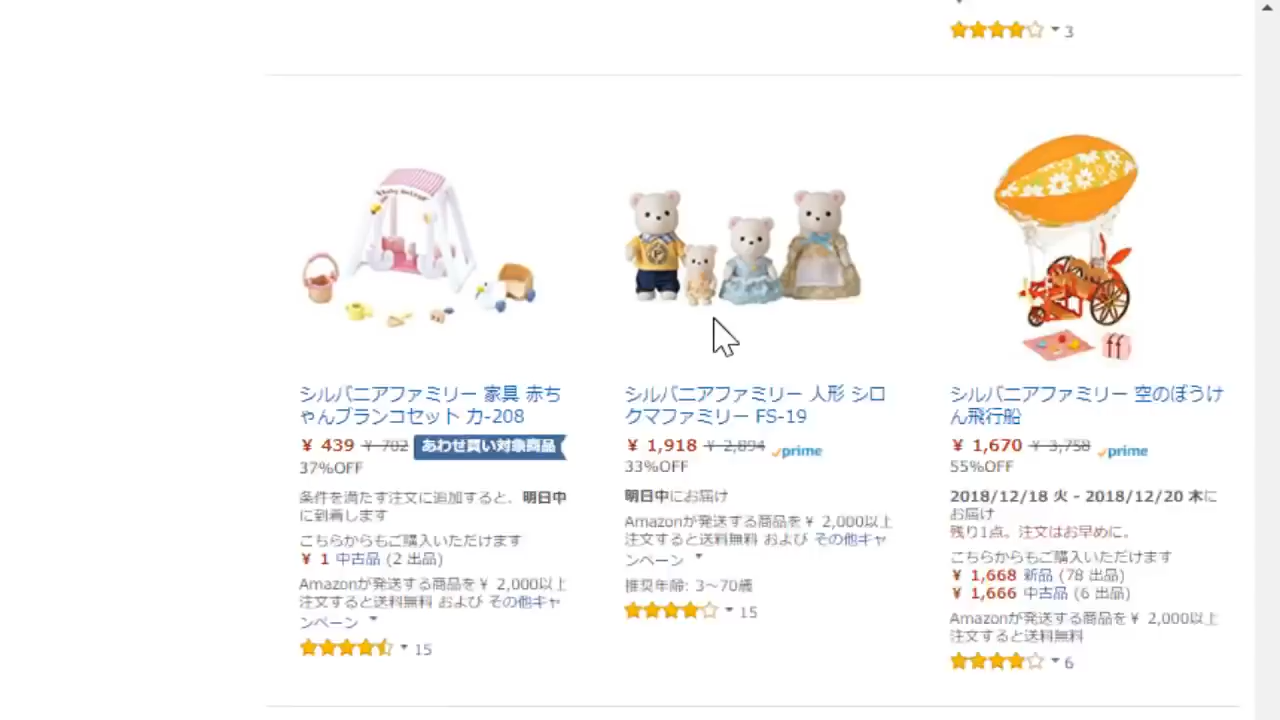 3
シルバニアファミリー 家具 赤ち
ゃんブランコセット カ-208
¥ 439 ¥ 702 あわせ買い対象商品
37%OFF
条件を満たす注文に追加すると、明日中
に到着します
こちらからもご購入いただけます
¥ 1 中古品 (2 出品)
Amazonが発送する商品を¥ 2,000以上
注文すると送料無料 および その他キャ
ンペーン
15
シルバニアファミリー 人形 シロ
クマファミリー FS-19
¥ 1,918 ¥ 2,894 prime
33%OFF
明日中にお届け
Amazonが発送する商品を¥ 2,000以上
注文すると送料無料 および その他キャ
ンペーン
推奨年齢: 3～70歳
15
シルバニアファミリー 空のぼうけ
ん飛行船
¥ 1,670 ¥ 3,758 prime
55%OFF
2018/12/18 火 - 2018/12/20 木に
お届け
残り1点。注文はお早めに。
こちらからもご購入いただけます
¥ 1,668 新品 (78 出品)
¥ 1,666 中古品 (6 出品)
Amazonが発送する商品を¥ 2,000以上
注文すると送料無料
6